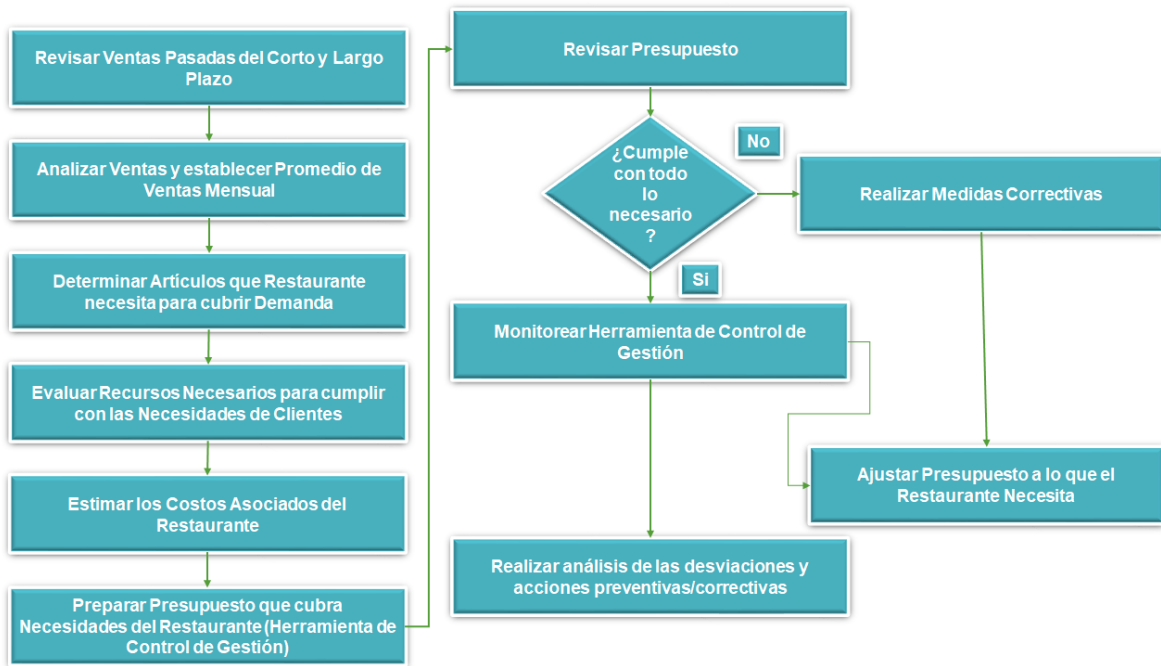 Revisar Ventas Pasadas del Corto y Largo
Plazo
Analizar Ventas y establecer Promedio de
Ventas Mensual
Determinar Artículos que Restaurante
necesita para cubrir Demanda
Evaluar Recursos Necesarios para cumplir
con las Necesidades de Clientes
Estimar los Costos Asociados del
Restaurante
Preparar Presupuesto que cubra
Necesidades del Restaurante (Herramienta de
Control de Gestión)
Revisar Presupuesto
¿Cumple
con todo
lo
necesario
?
No
Realizar Medidas Correctivas
Si
Monitorear Herramienta de Control de
Gestión
Ajustar Presupuesto a lo que el
Restaurante Necesita
Realizar análisis de las desviaciones y
acciones preventivas/correctivas